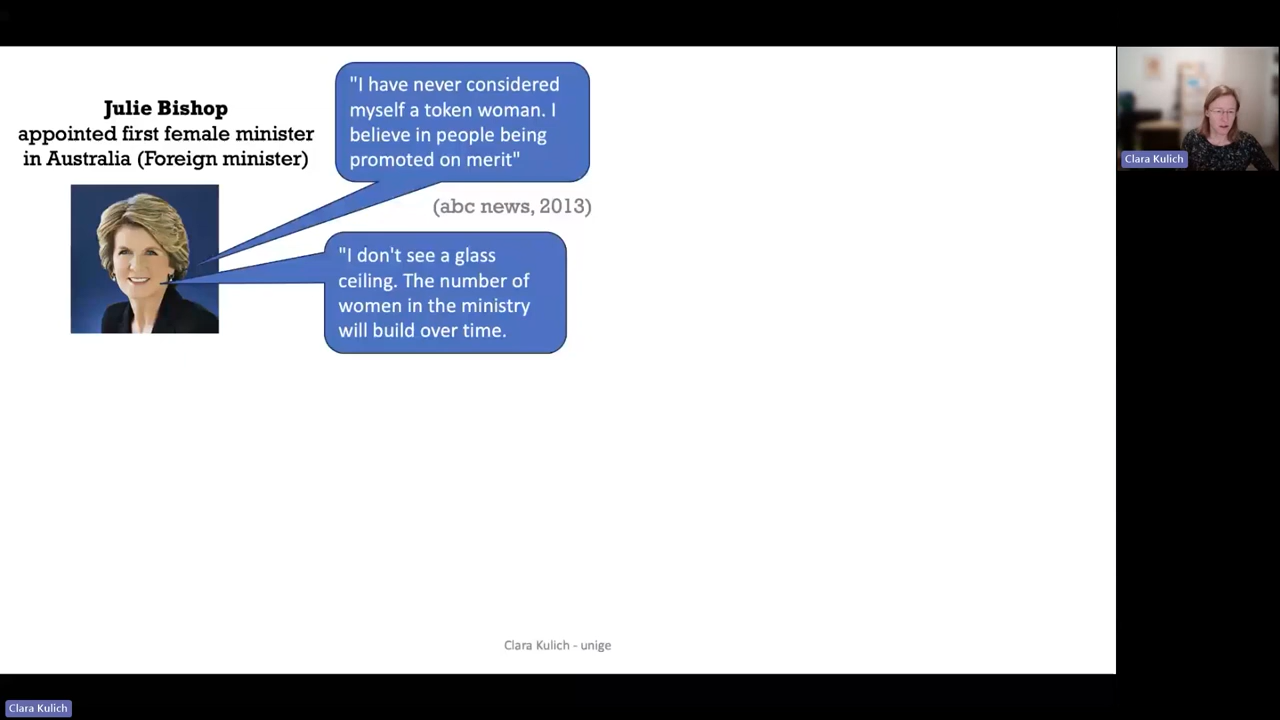 Julie Bishop
appointed first female minister
in Australia (Foreign minister)
"I have never considered
myself a token woman. I
believe in people being
promoted on merit"
(abc news, 2013)
"I don't see a glass
ceiling. The number of
women in the ministry
will build over time.
Clara Kulich - unige
Clara Kulich
Clara Kulich